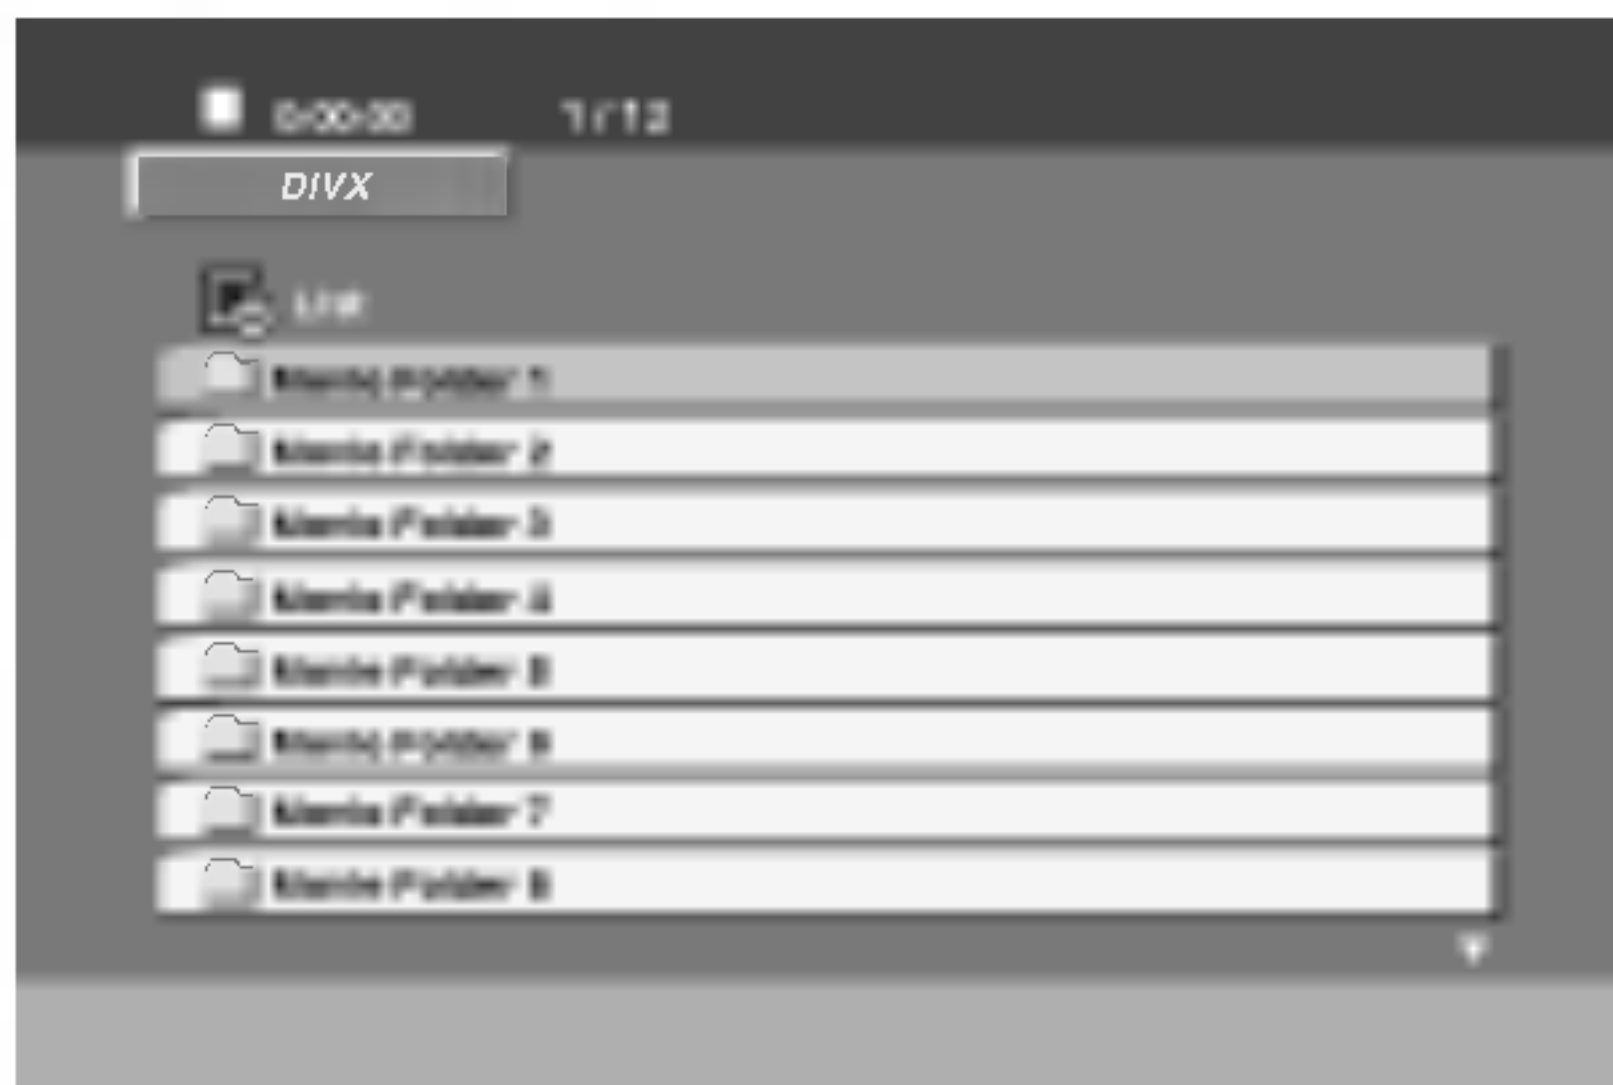 0:00:00 1 / 12
DIVX
List
Movie Folder 1
Movie Folder 2
Movie Folder 3
Movie Folder 4
Movie Folder 5
Movie Folder 6
Movie Folder 7
Movie Folder 8